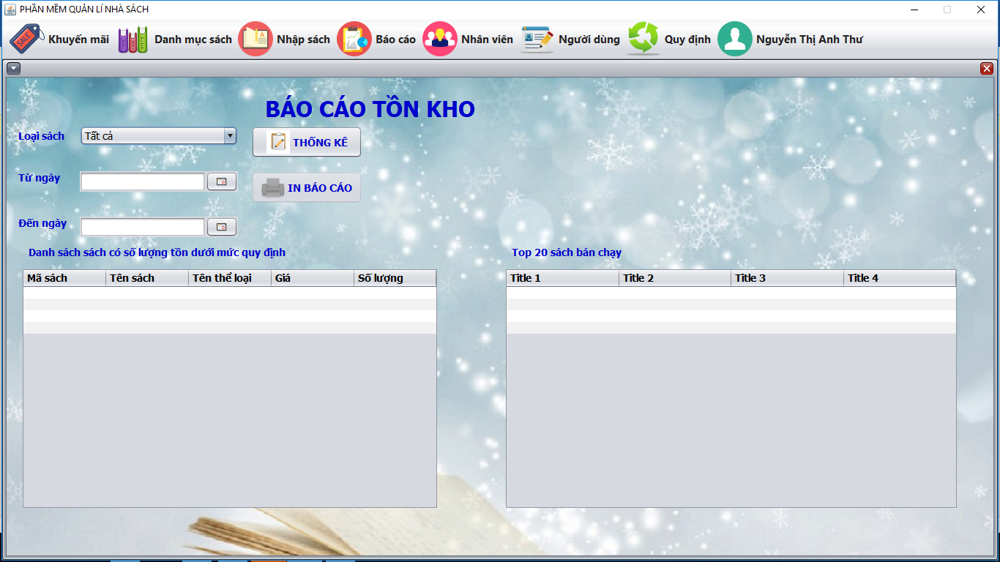 PHẦN MỀM QUẢN LÍ NHÀ SÁCH
SALE Khuyến mãi Danh mục sách Nhập sách Báo cáo Nhân viên Người dùng Quy định Nguyễn Thị Anh Thư
BÁO CÁO TỒN KHO
Loại sách Tất cả THỐNG KÊ
Từ ngày IN BÁO CÁO
Đến ngày
Danh sách sách có số lượng tồn dưới mức quy định Top 20 sách bán chạy
Mã sách Tên sách Tên thể loại Giá Số lượng Title 1 Title 2 Title 3 Title 4